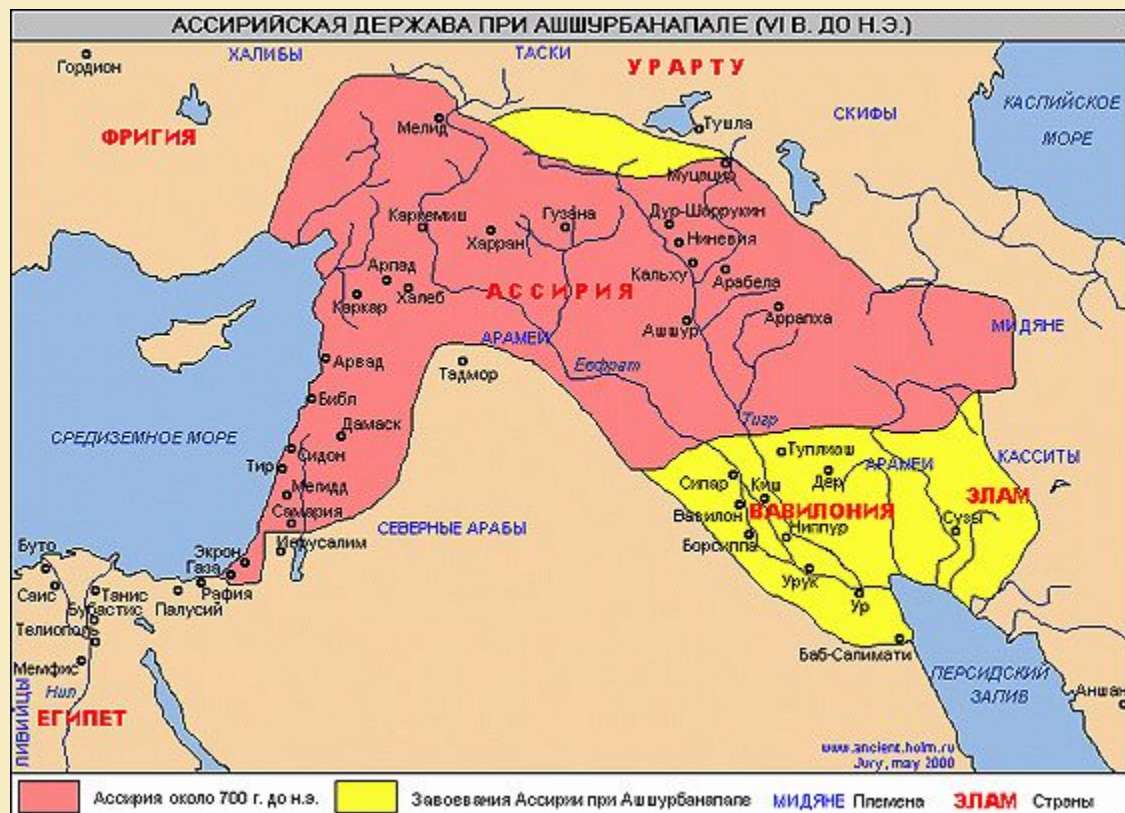 АССИРИЙСКАЯ ДЕРЖАВА ПРИ АШШУРБАНАПАЛЕ (VI В. ДО Н.Э.)
Гордион
ХАЛИБЫ
ТАСКИ
УРАРТУ
СКИФЫ
КАСПИЙСКОЕ
МОРЕ
ФРИГИЯ
Мелид
Тушпа
Муцацир
Каркемиш
Гузана
Дур-Шаррукин
Харран
Ниневия
Арпад
Кальху
Арабела
Халеб
Каркар
АССИРИЯ
Ашшур
Аррапха
МИДЯНЕ
АРАМЕИ
Арвад
Тадмор
Евфрат
Библ
Тигр
СРЕДИЗЕМНОЕ МОРЕ
Дамаск
Сидон
Туплиаш
Тир
АРАМЕИ
КАССИТЫ
Сипар
Киш
Дер
ЭЛАМ
Мелидд
Самария
Вавилон
ВАВИЛОНИЯ
Сузы
СЕВЕРНЫЕ АРАБЫ
Ниппур
Иерусалим
Борсиппа
Буто
Экрон
Газа
Урук
Саис
Танис
Рафия
Палусий
Ур
Бубастис
Телиополь
Баб-Салимати
Мемфис
ПЕРСИДСКИЙ
ЗАЛИВ
Аншан
Нил
ЛИВИЙЦЫ
ЕГИПЕТ
www.ancient.holm.ru
Jury, may 2000
Ассирия около 700 г. до н.э.
Завоевания Ассирии при Ашшурбанапале
МИДЯНЕ Племена
ЭЛАМ Страны